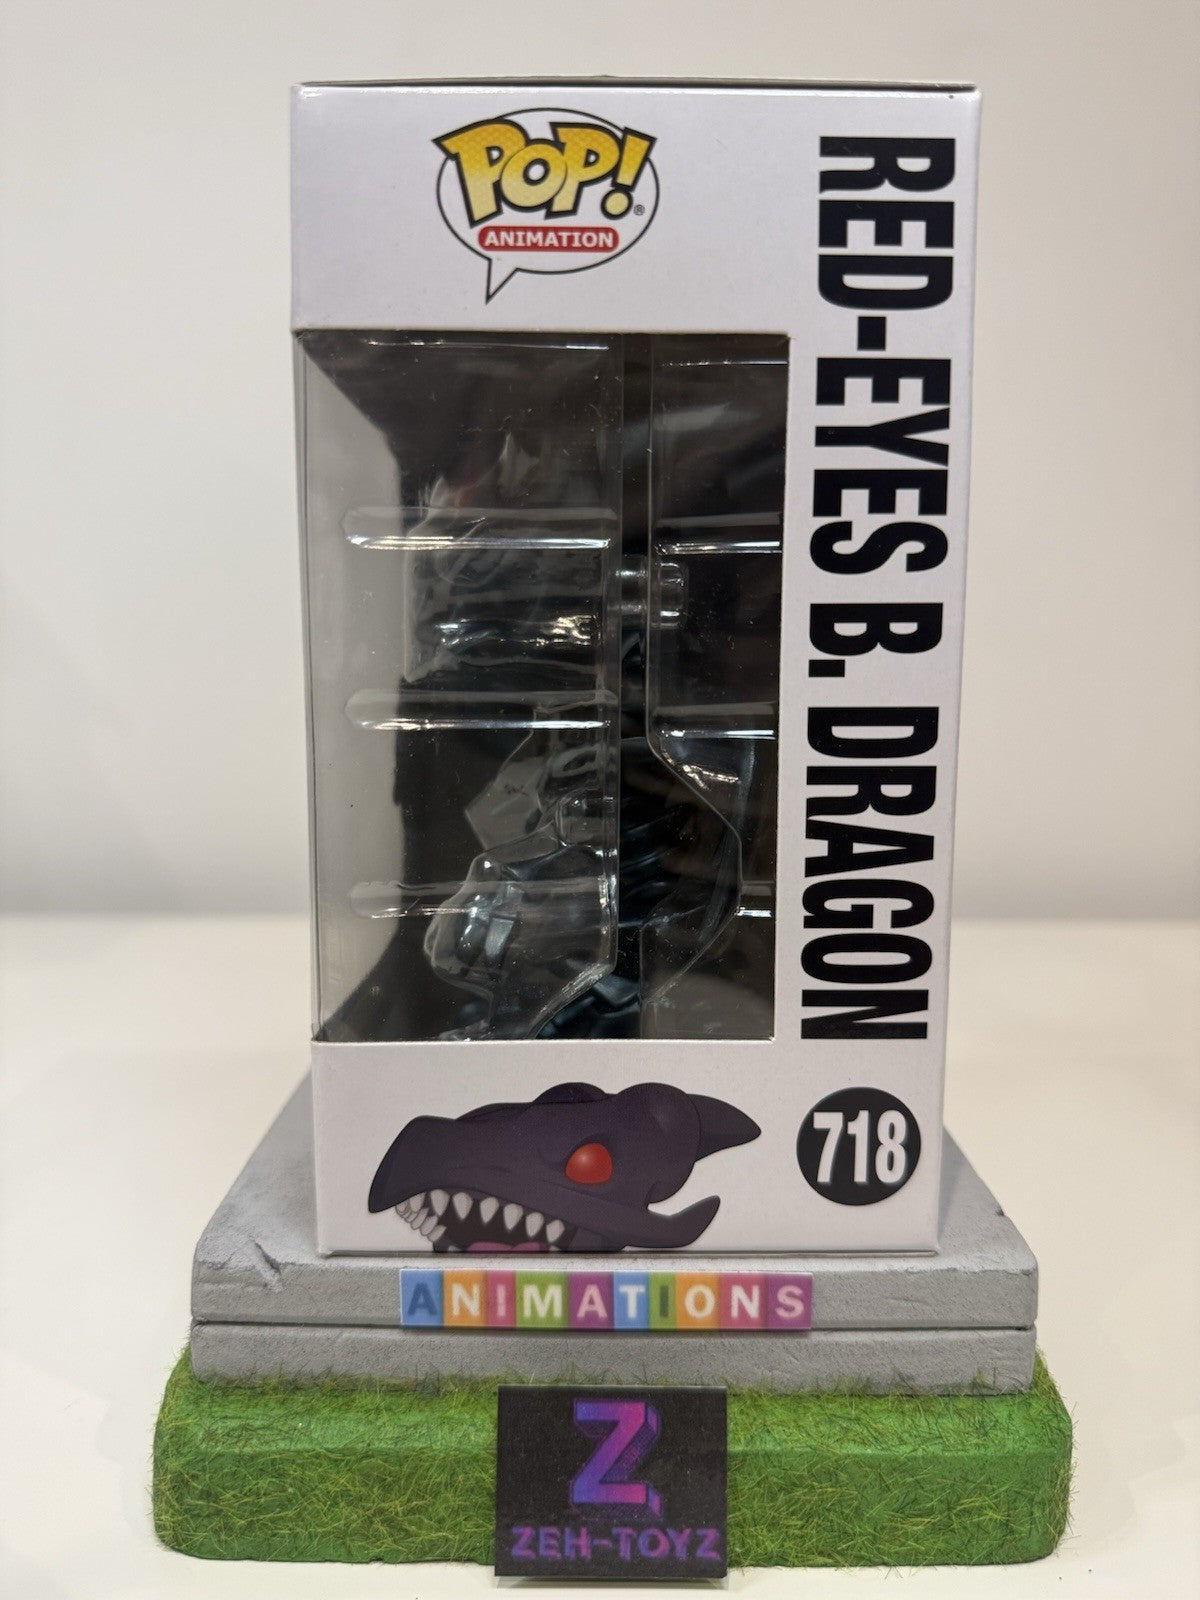 POP!®
ANIMATION
RED-EYES B. DRAGON
718
ANIMATIONS
Z
ZEH-TOYZ